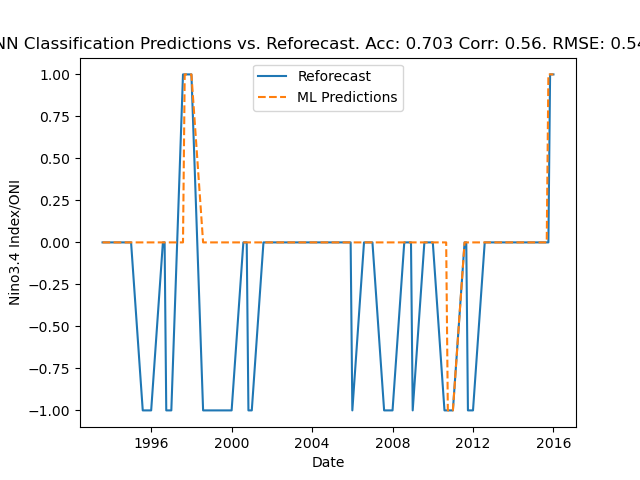 NN Classification Predictions vs. Reforecast. Acc: 0.703 Corr: 0.56. RMSE: 0.54
Reforecast
ML Predictions
1.00
0.75
0.50
0.25
0.00
−0.25
−0.50
−0.75
−1.00
Nino3.4 Index/ONI
1996 2000 2004 2008 2012 2016
Date